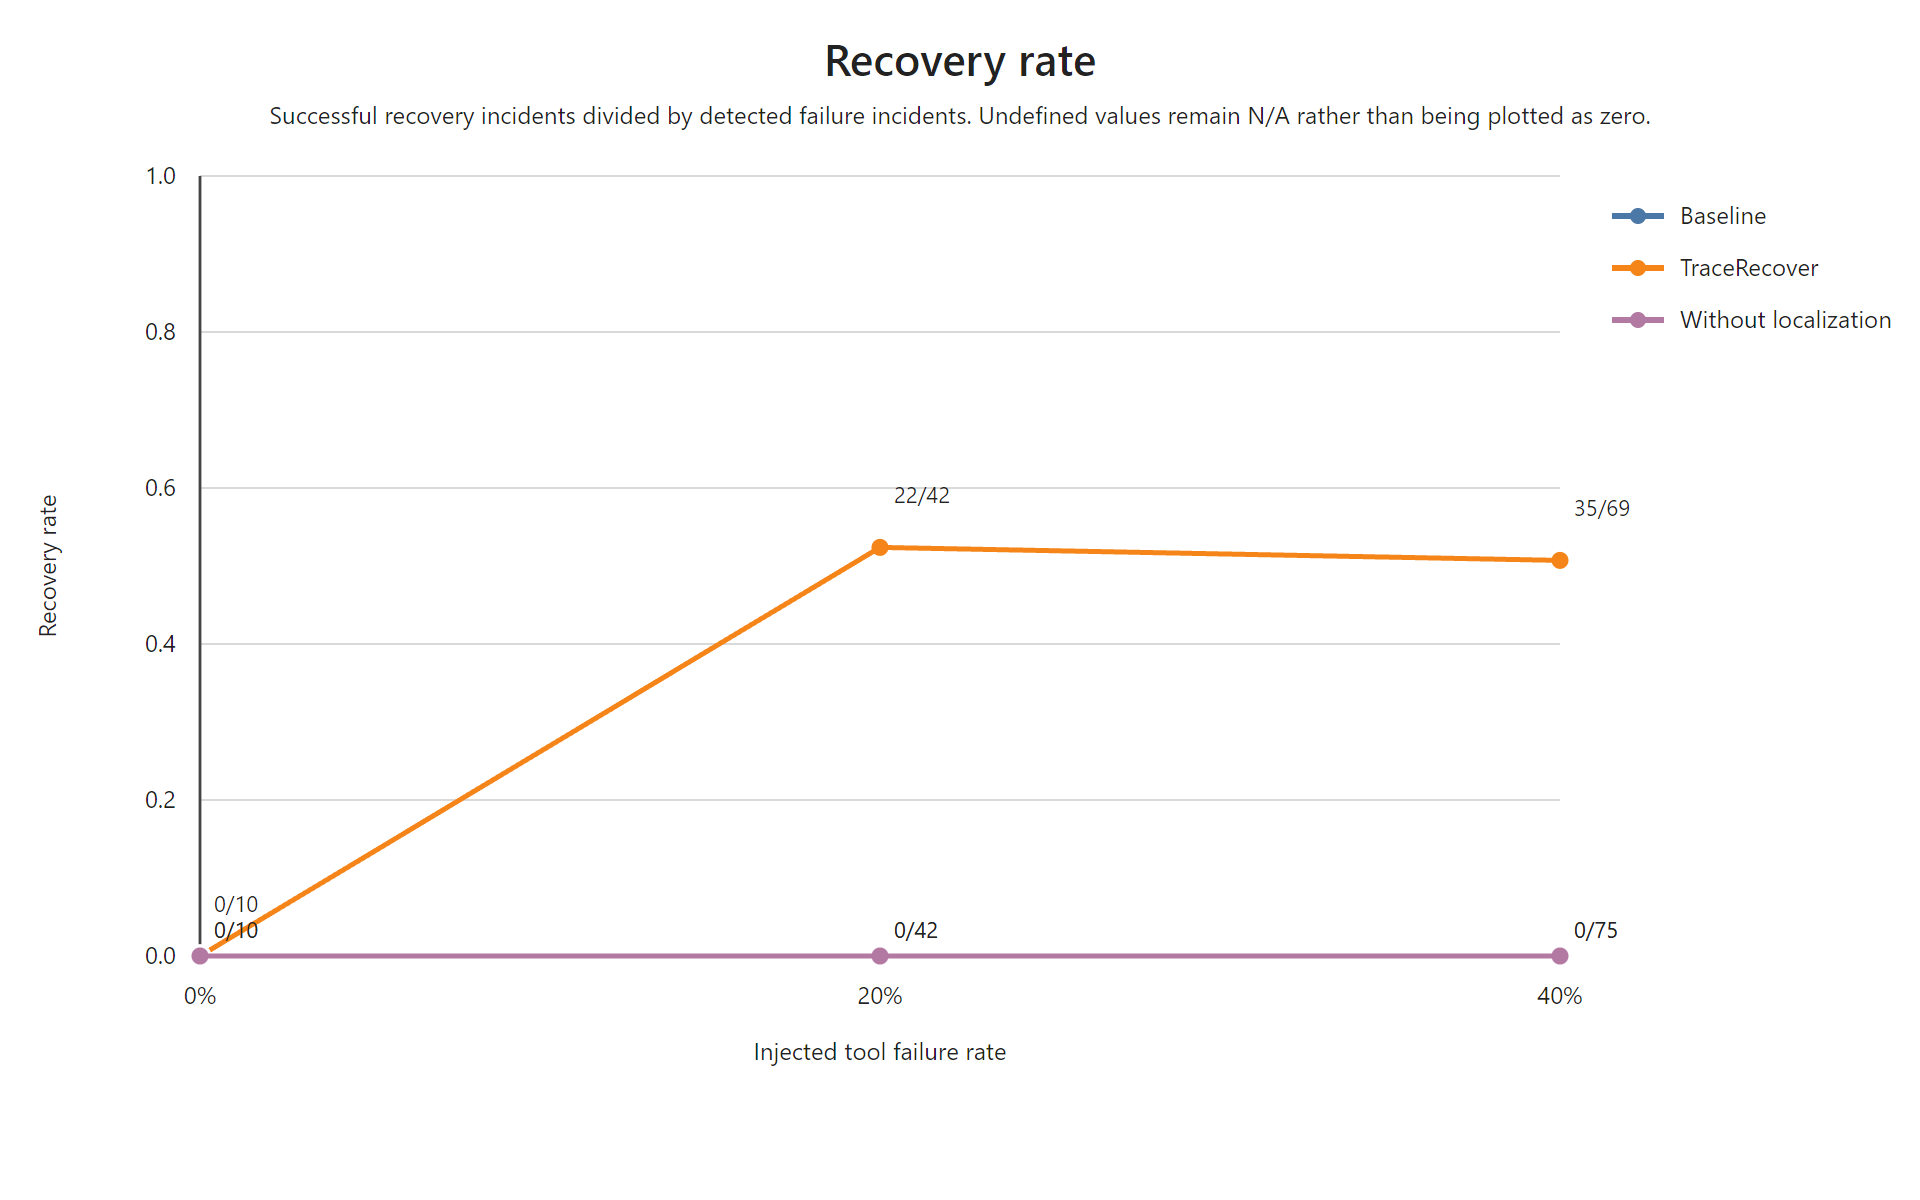 Recovery rate
Successful recovery incidents divided by detected failure incidents. Undefined values remain N/A rather than being plotted as zero.
1.0
0.8
0.6
0.4
0.2
0.0
Recovery rate
Baseline
TraceRecover
Without localization
22/42
35/69
0/10
0/10
0/42
0/75
0%
20%
40%
Injected tool failure rate